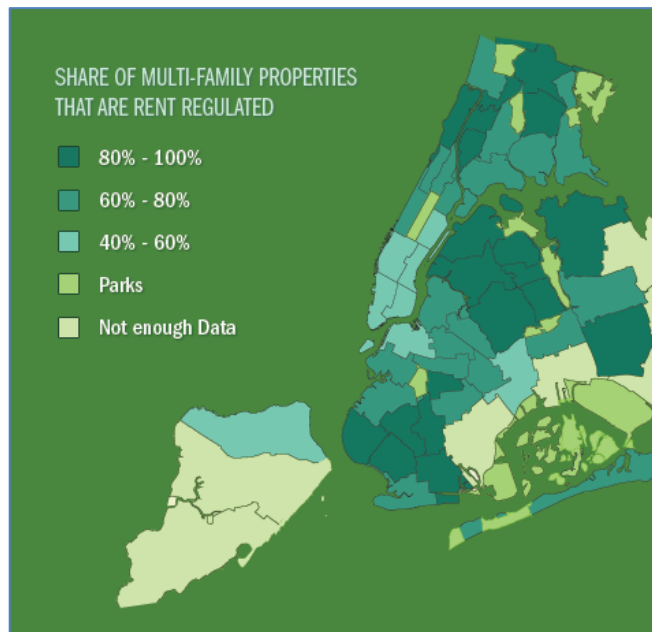 SHARE OF MULTI-FAMILY PROPERTIES
THAT ARE RENT REGULATED
80% - 100%
60% - 80%
40% - 60%
Parks
Not enough Data